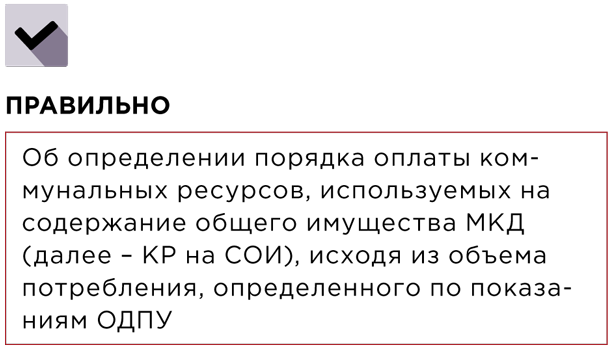 ПРАВИЛЬНО
Об определении порядка оплаты ком-
мунальных ресурсов, используемых на
содержание общего имущества МКД
(далее – КР на СОИ), исходя из объема
потребления, определенного по показа-
ниям ОДПУ